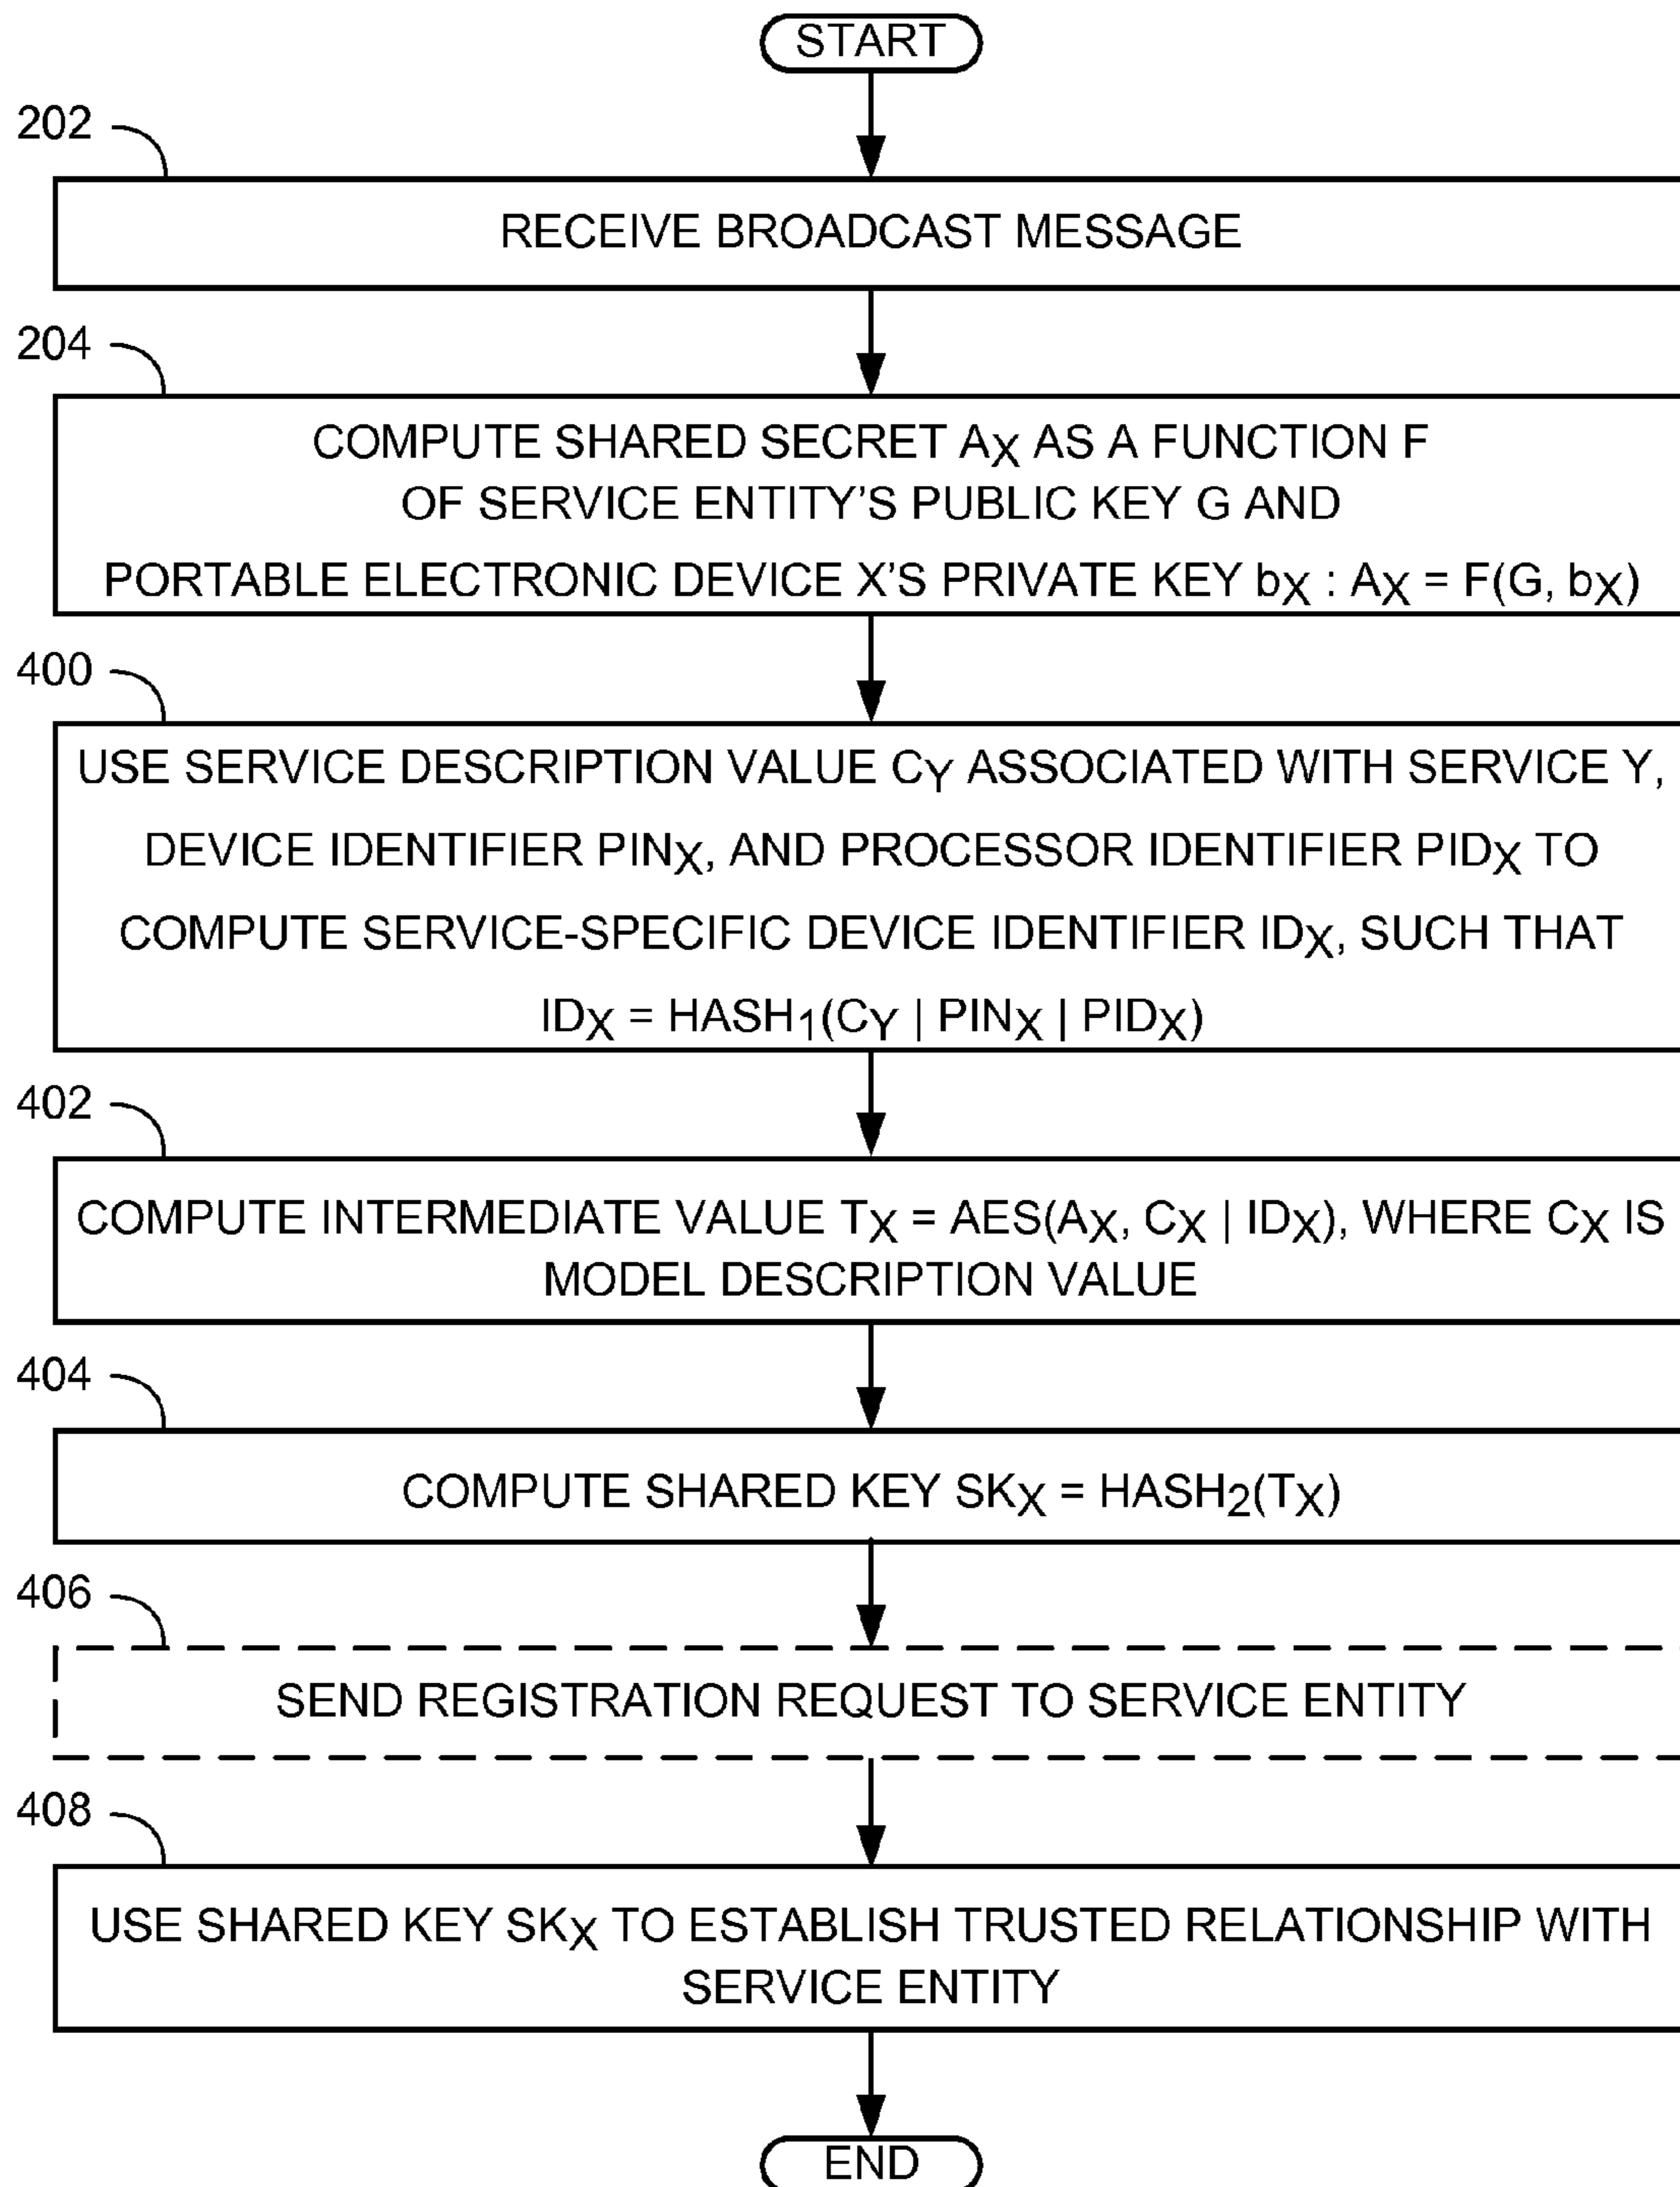 START
202
RECEIVE BROADCAST MESSAGE
204
COMPUTE SHARED SECRET AX AS A FUNCTION F
OF SERVICE ENTITY'S PUBLIC KEY G AND
PORTABLE ELECTRONIC DEVICE X'S PRIVATE KEY bX : AX = F(G, bX)
400
USE SERVICE DESCRIPTION VALUE CY ASSOCIATED WITH SERVICE Y,
DEVICE IDENTIFIER PINX, AND PROCESSOR IDENTIFIER PIDX TO
COMPUTE SERVICE-SPECIFIC DEVICE IDENTIFIER IDX, SUCH THAT
IDX = HASH1(CY | PINX | PIDX)
402
COMPUTE INTERMEDIATE VALUE TX = AES(AX, CX | IDX), WHERE CX IS
MODEL DESCRIPTION VALUE
404
COMPUTE SHARED KEY SKX = HASH2(TX)
406
SEND REGISTRATION REQUEST TO SERVICE ENTITY
408
USE SHARED KEY SKX TO ESTABLISH TRUSTED RELATIONSHIP WITH
SERVICE ENTITY
END